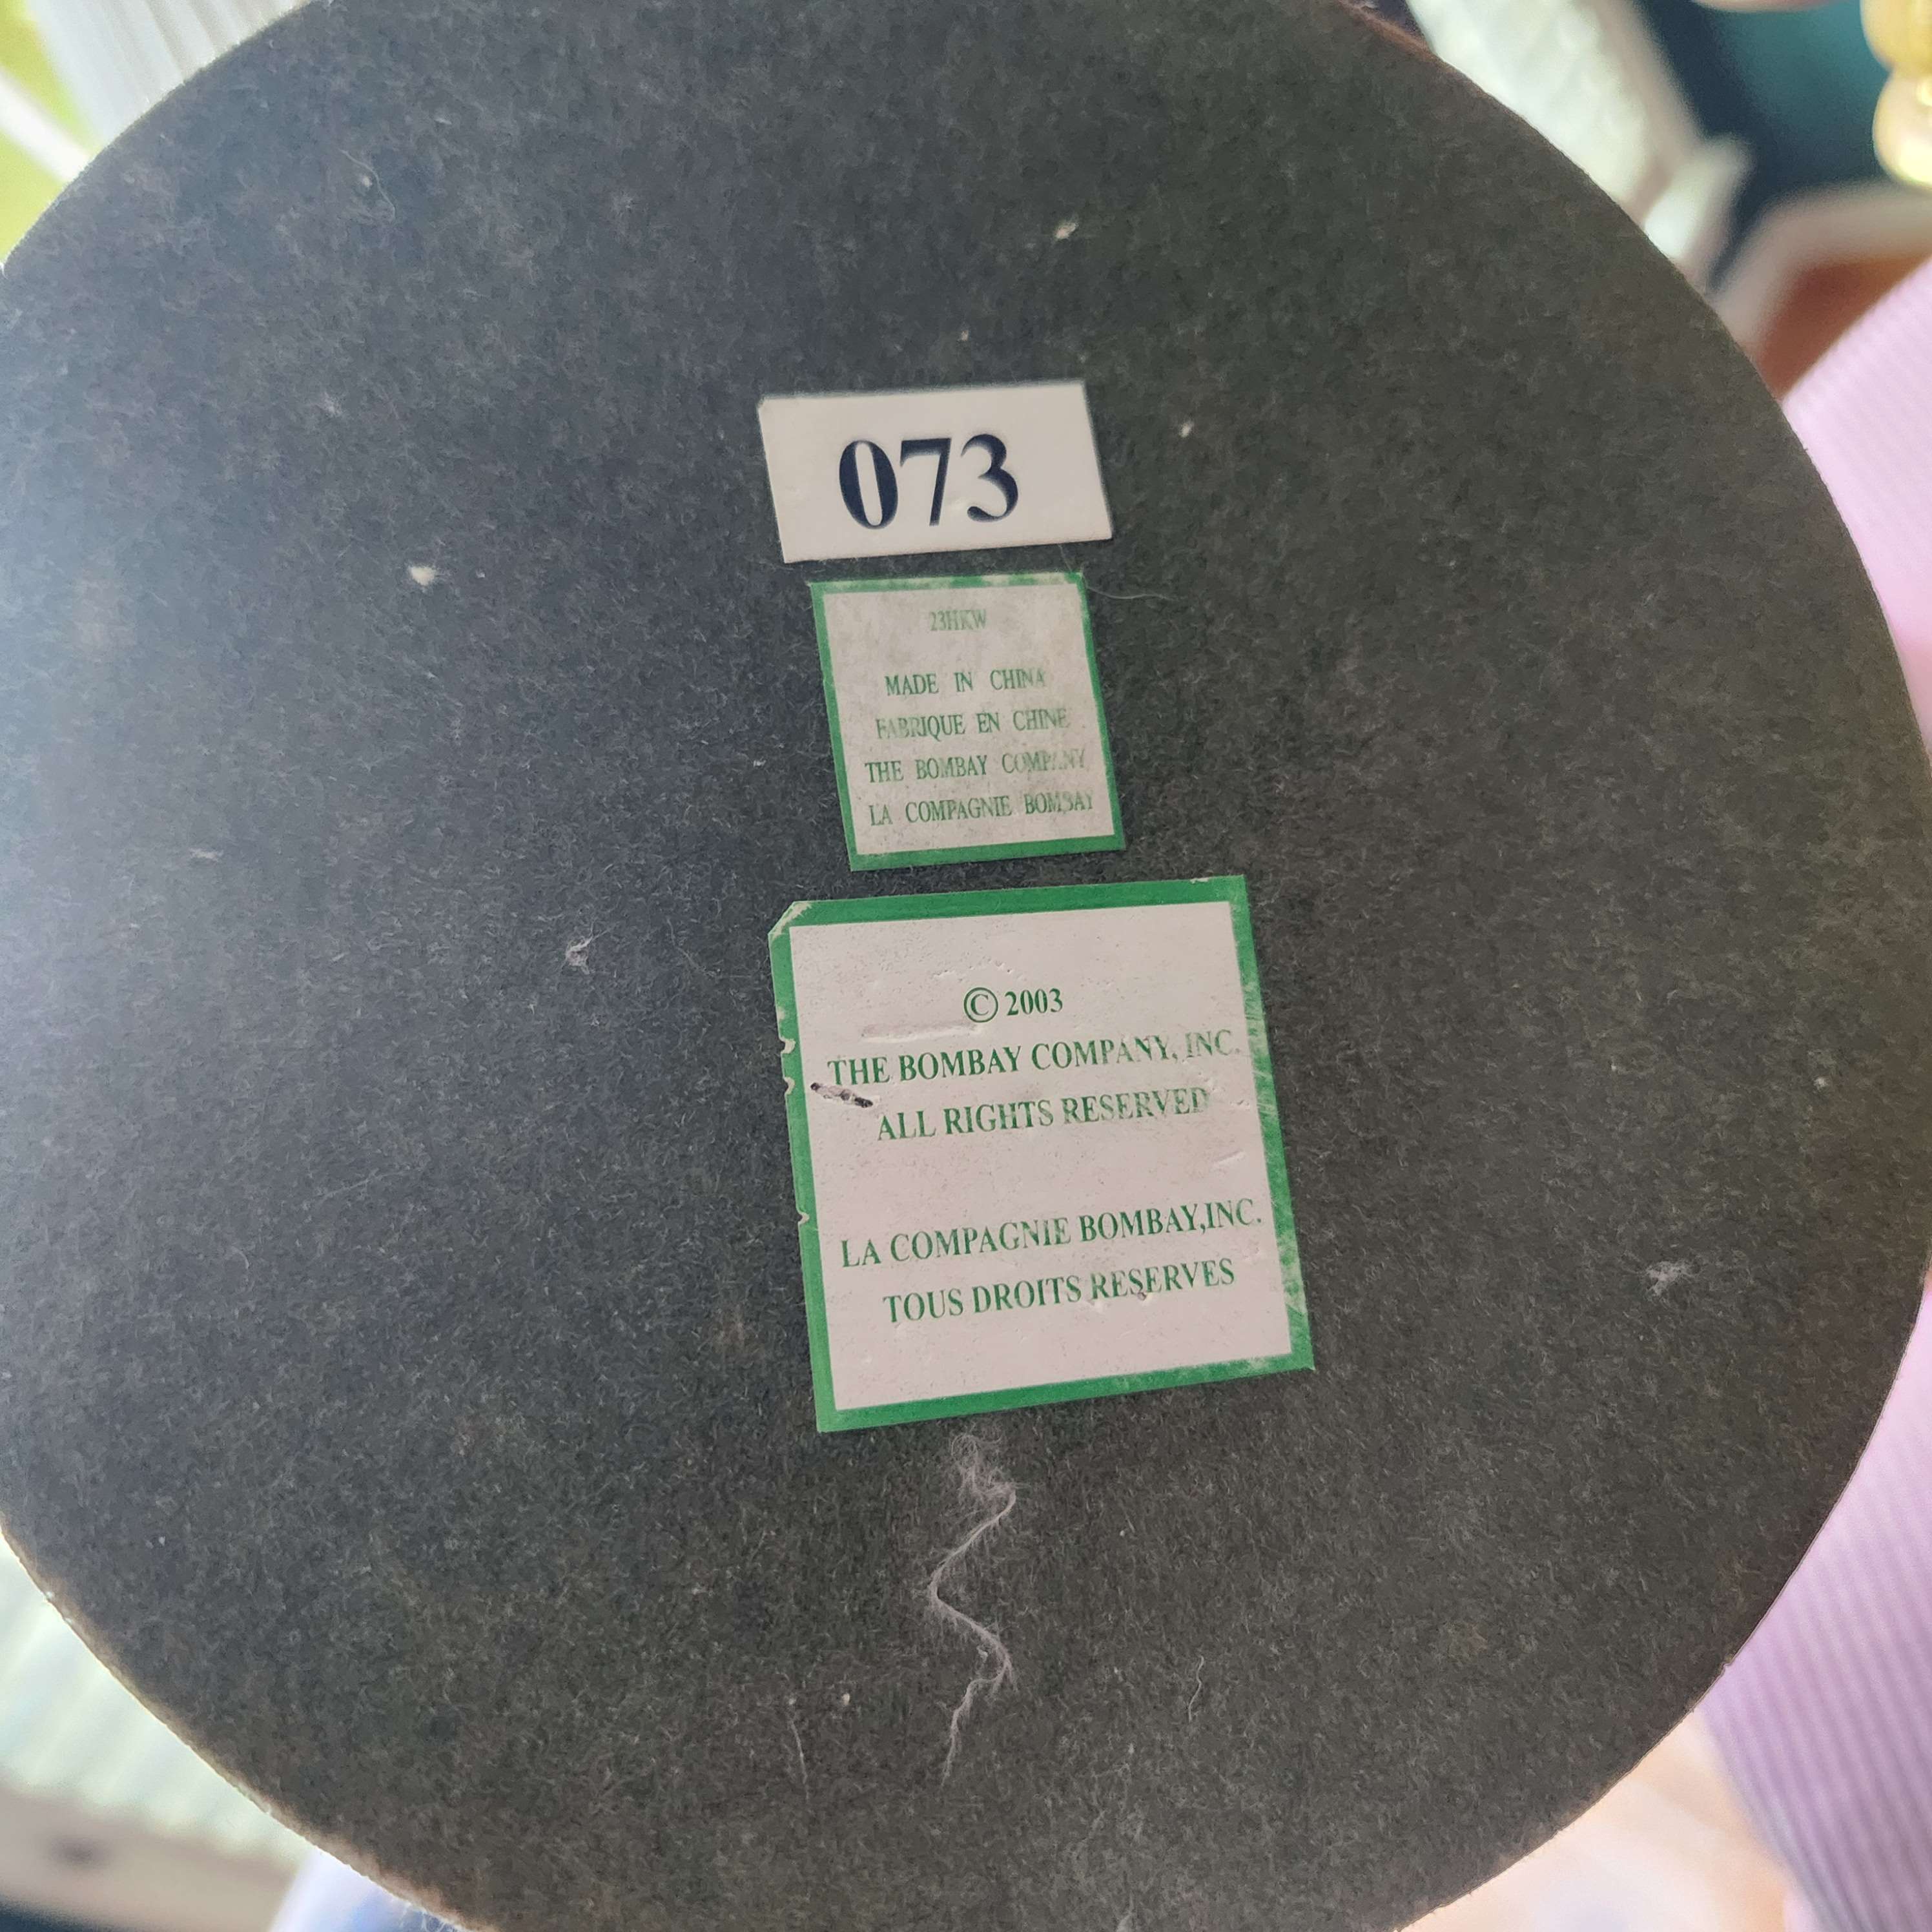 073
23HKW
MADE IN CHINA
FABRIQUE EN CHINE
THE BOMBAY COMPANY
LA COMPAGNIE BOMBAY
© 2003
THE BOMBAY COMPANY, INC.
ALL RIGHTS RESERVED
LA COMPAGNIE BOMBAY,INC.
TOUS DROITS RESERVES